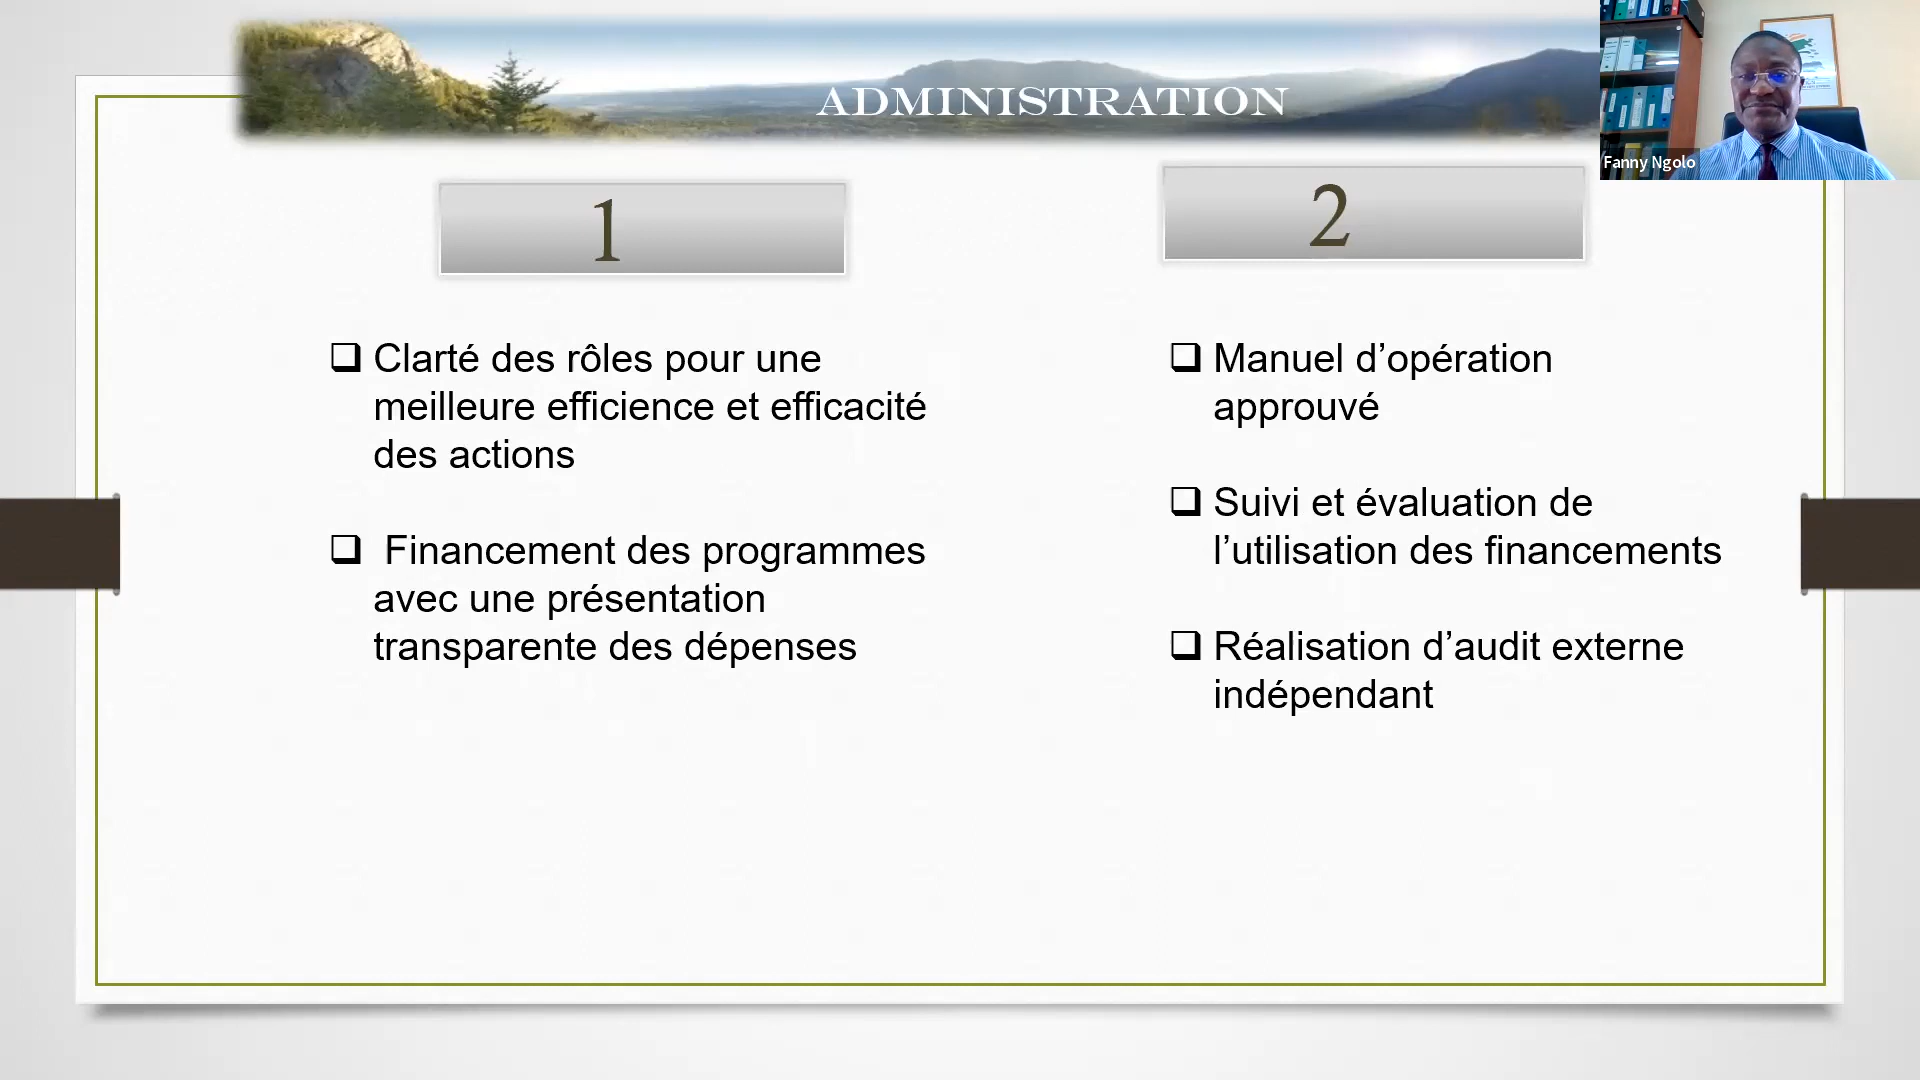 ADMINISTRATION
Fanny Ngolo
1
❑ Clarté des rôles pour une
meilleure efficience et efficacité
des actions
❑ Financement des programmes
avec une présentation
transparente des dépenses
2
❑ Manuel d’opération
approuvé
❑ Suivi et évaluation de
l’utilisation des financements
❑ Réalisation d’audit externe
indépendant